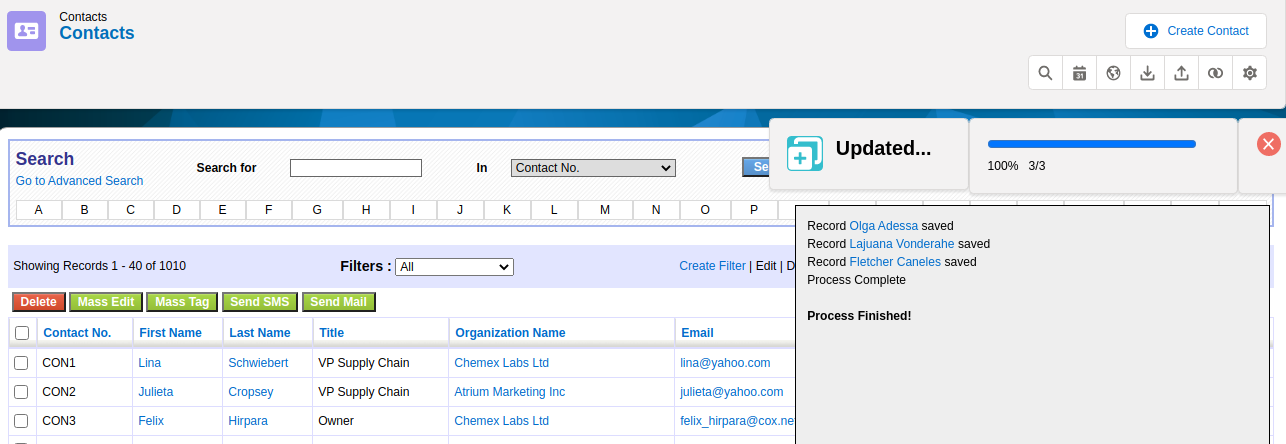 Contacts
Contacts
Create Contact
31
Updated...
100% 3/3
Search
Go to Advanced Search
Search for
In
Contact No.
Se
A B C D E F G H I J K L M N O P
Record Olga Adessa saved
Record Lajuana Vonderahe saved
Record Fletcher Caneles saved
Process Complete
Process Finished!
Showing Records 1 - 40 of 1010
Filters : All
Create Filter | Edit | D
Delete Mass Edit Mass Tag Send SMS Send Mail
Contact No. First Name Last Name Title Organization Name Email
CON1 Lina Schwiebert VP Supply Chain Chemex Labs Ltd lina@yahoo.com
CON2 Julieta Cropsey VP Supply Chain Atrium Marketing Inc julieta@yahoo.com
CON3 Felix Hirpara Owner Chemex Labs Ltd felix_hirpara@cox.ne